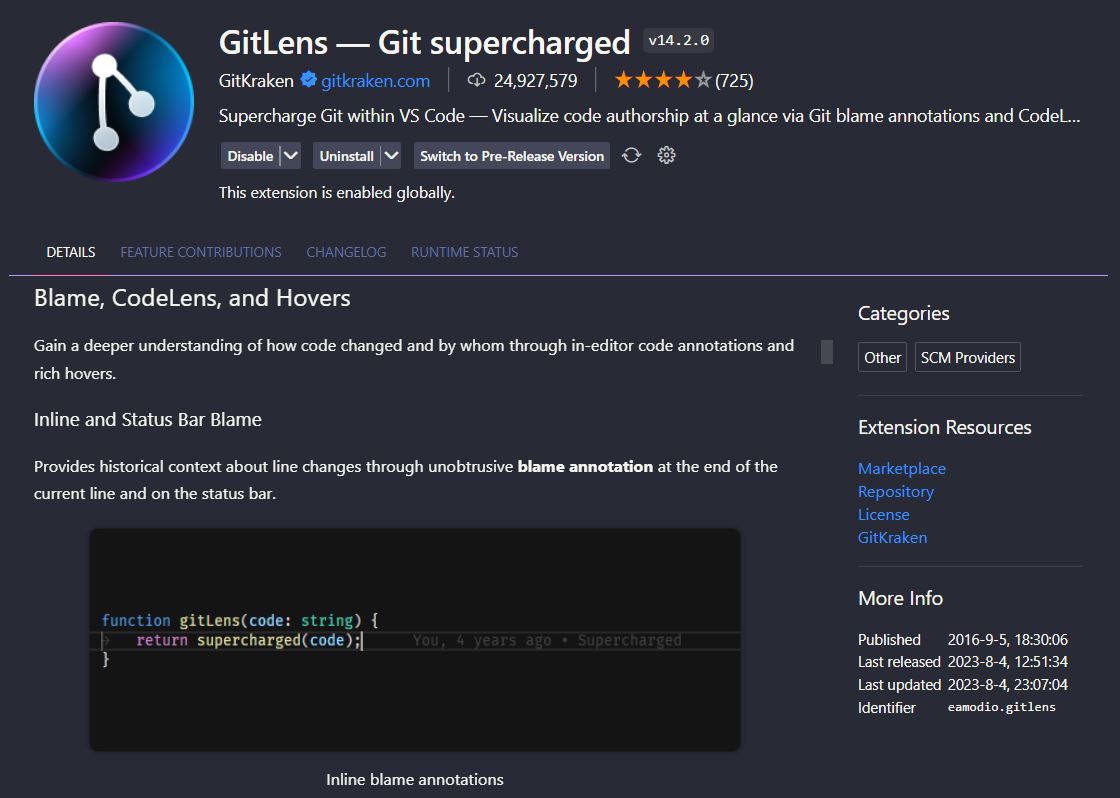 GitLens — Git supercharged v14.2.0
GitKraken gitkraken.com 24,927,579 (725)
Supercharge Git within VS Code — Visualize code authorship at a glance via Git blame annotations and CodeL...
Disable Uninstall Switch to Pre-Release Version
This extension is enabled globally.
DETAILS FEATURE CONTRIBUTIONS CHANGELOG RUNTIME STATUS
Blame, CodeLens, and Hovers
Gain a deeper understanding of how code changed and by whom through in-editor code annotations and
rich hovers.
Inline and Status Bar Blame
Provides historical context about line changes through unobtrusive blame annotation at the end of the
current line and on the status bar.
function gitLens(code: string) {
return supercharged(code); You, 4 years ago • Supercharged
}
Inline blame annotations
Categories
Other SCM Providers
Extension Resources
Marketplace
Repository
License
GitKraken
More Info
Published 2016-9-5, 18:30:06
Last released 2023-8-4, 12:51:34
Last updated 2023-8-4, 23:07:04
Identifier eamodio.gitlens